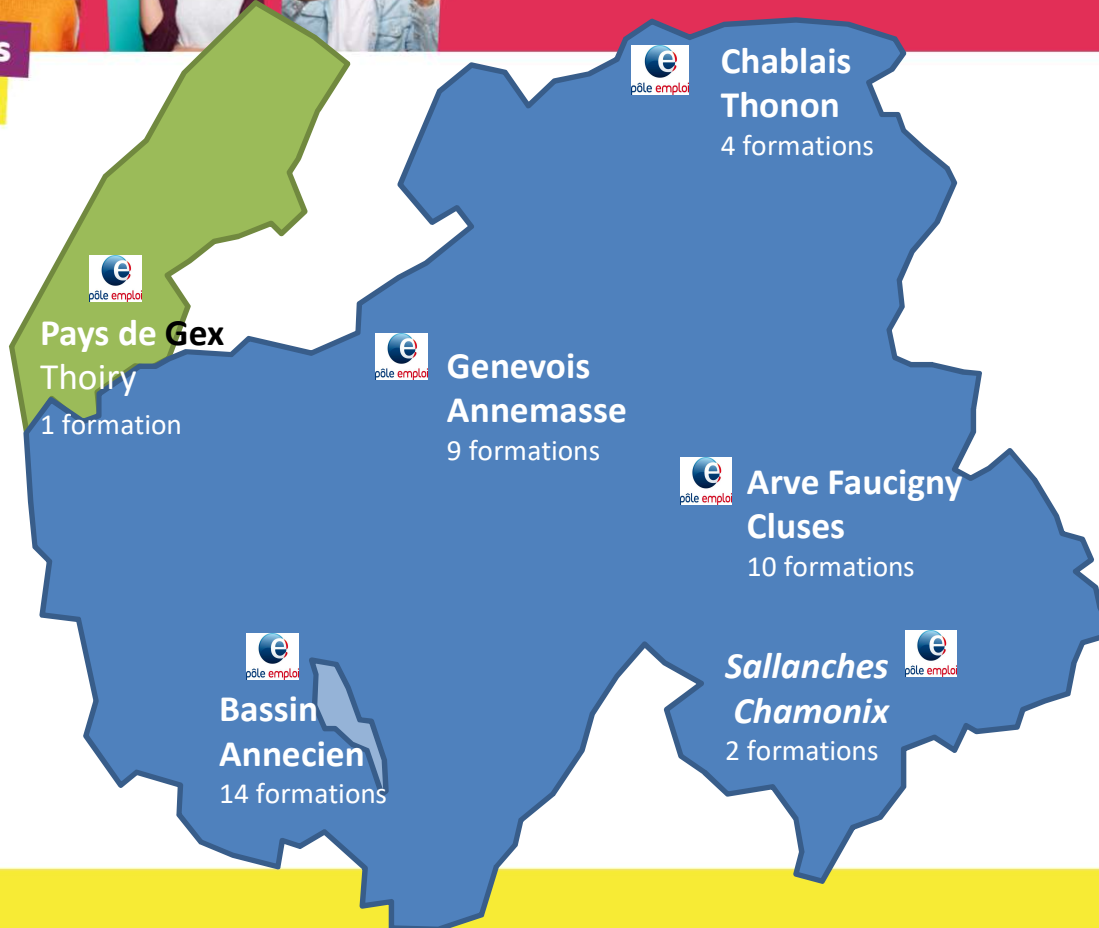 s
pôle emploi
Chablais
Thonon
4 formations
pôle emploi
Pays de Gex
Thoiry
1 formation
pôle emploi
Genevois
Annemasse
9 formations
pôle emploi
Arve Faucigny
Cluses
10 formations
pôle emploi
Sallanches
Chamonix
2 formations
pôle emploi
Bassin
Annecien
14 formations